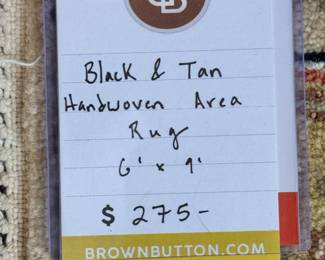 Black & Tan
Handwoven Area
Rug
6' x 9'
$ 275-
BROWNBUTTON.COM